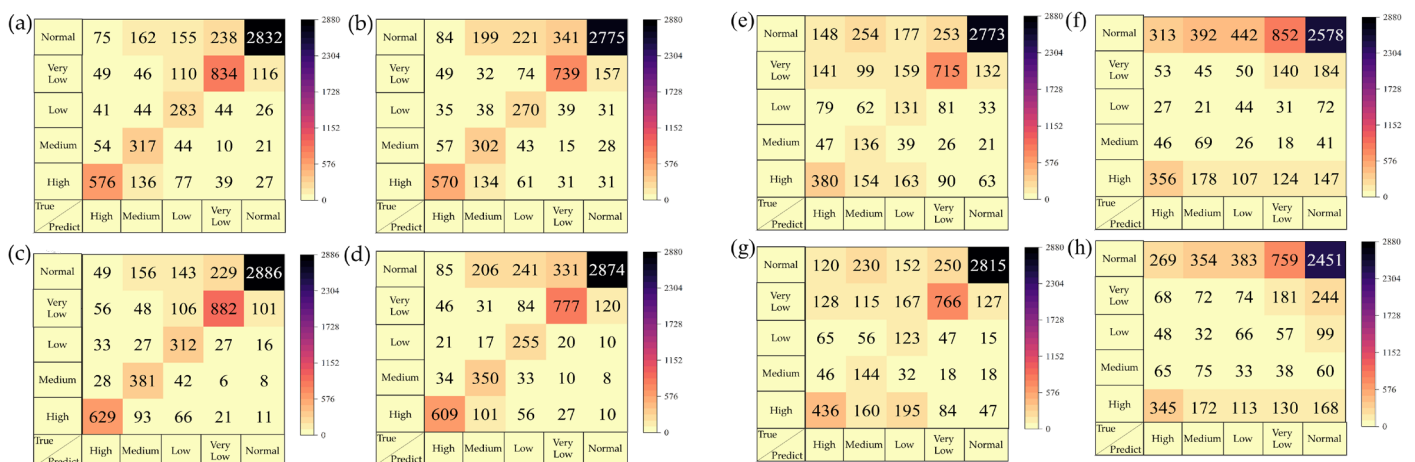 (a)
Normal 75 162 155 238 2832
Very Low 49 46 110 834 116
Low 41 44 283 44 26
Medium 54 317 44 10 21
High 576 136 77 39 27
True Predict High Medium Low Very Low Normal
2880 2304 1728 1152 576 0
(b)
Normal 84 199 221 341 2775
Very Low 49 32 74 739 157
Low 35 38 270 39 31
Medium 57 302 43 15 28
High 570 134 61 31 31
True Predict High Medium Low Very Low Normal
2880 2304 1728 1152 576 0
(e)
Normal 148 254 177 253 2773
Very Low 141 99 159 715 132
Low 79 62 131 81 33
Medium 47 136 39 26 21
High 380 154 163 90 63
True Predict High Medium Low Very Low Normal
2880 2304 1728 1152 576 0
(f)
Normal 313 392 442 852 2578
Very Low 53 45 50 140 184
Low 27 21 44 31 72
Medium 46 69 26 18 41
High 356 178 107 124 147
True Predict High Medium Low Very Low Normal
2880 2304 1728 1152 576 0
(c)
Normal 49 156 143 229 2886
Very Low 56 48 106 882 101
Low 33 27 312 27 16
Medium 28 381 42 6 8
High 629 93 66 21 11
True Predict High Medium Low Very Low Normal
2886 2304 1728 1152 576 0
(d)
Normal 85 206 241 331 2874
Very Low 46 31 84 777 120
Low 21 17 255 20 10
Medium 34 350 33 10 8
High 609 101 56 27 10
True Predict High Medium Low Very Low Normal
2880 2304 1728 1152 576 0
(g)
Normal 120 230 152 250 2815
Very Low 128 115 167 766 127
Low 65 56 123 47 15
Medium 46 144 32 18 18
High 436 160 195 84 47
True Predict High Medium Low Very Low Normal
2880 2304 1728 1152 576 0
(h)
Normal 269 354 383 759 2451
Very Low 68 72 74 181 244
Low 48 32 66 57 99
Medium 65 75 33 38 60
High 345 172 113 130 168
True Predict High Medium Low Very Low Normal
2880 2304 1728 1152 576 0